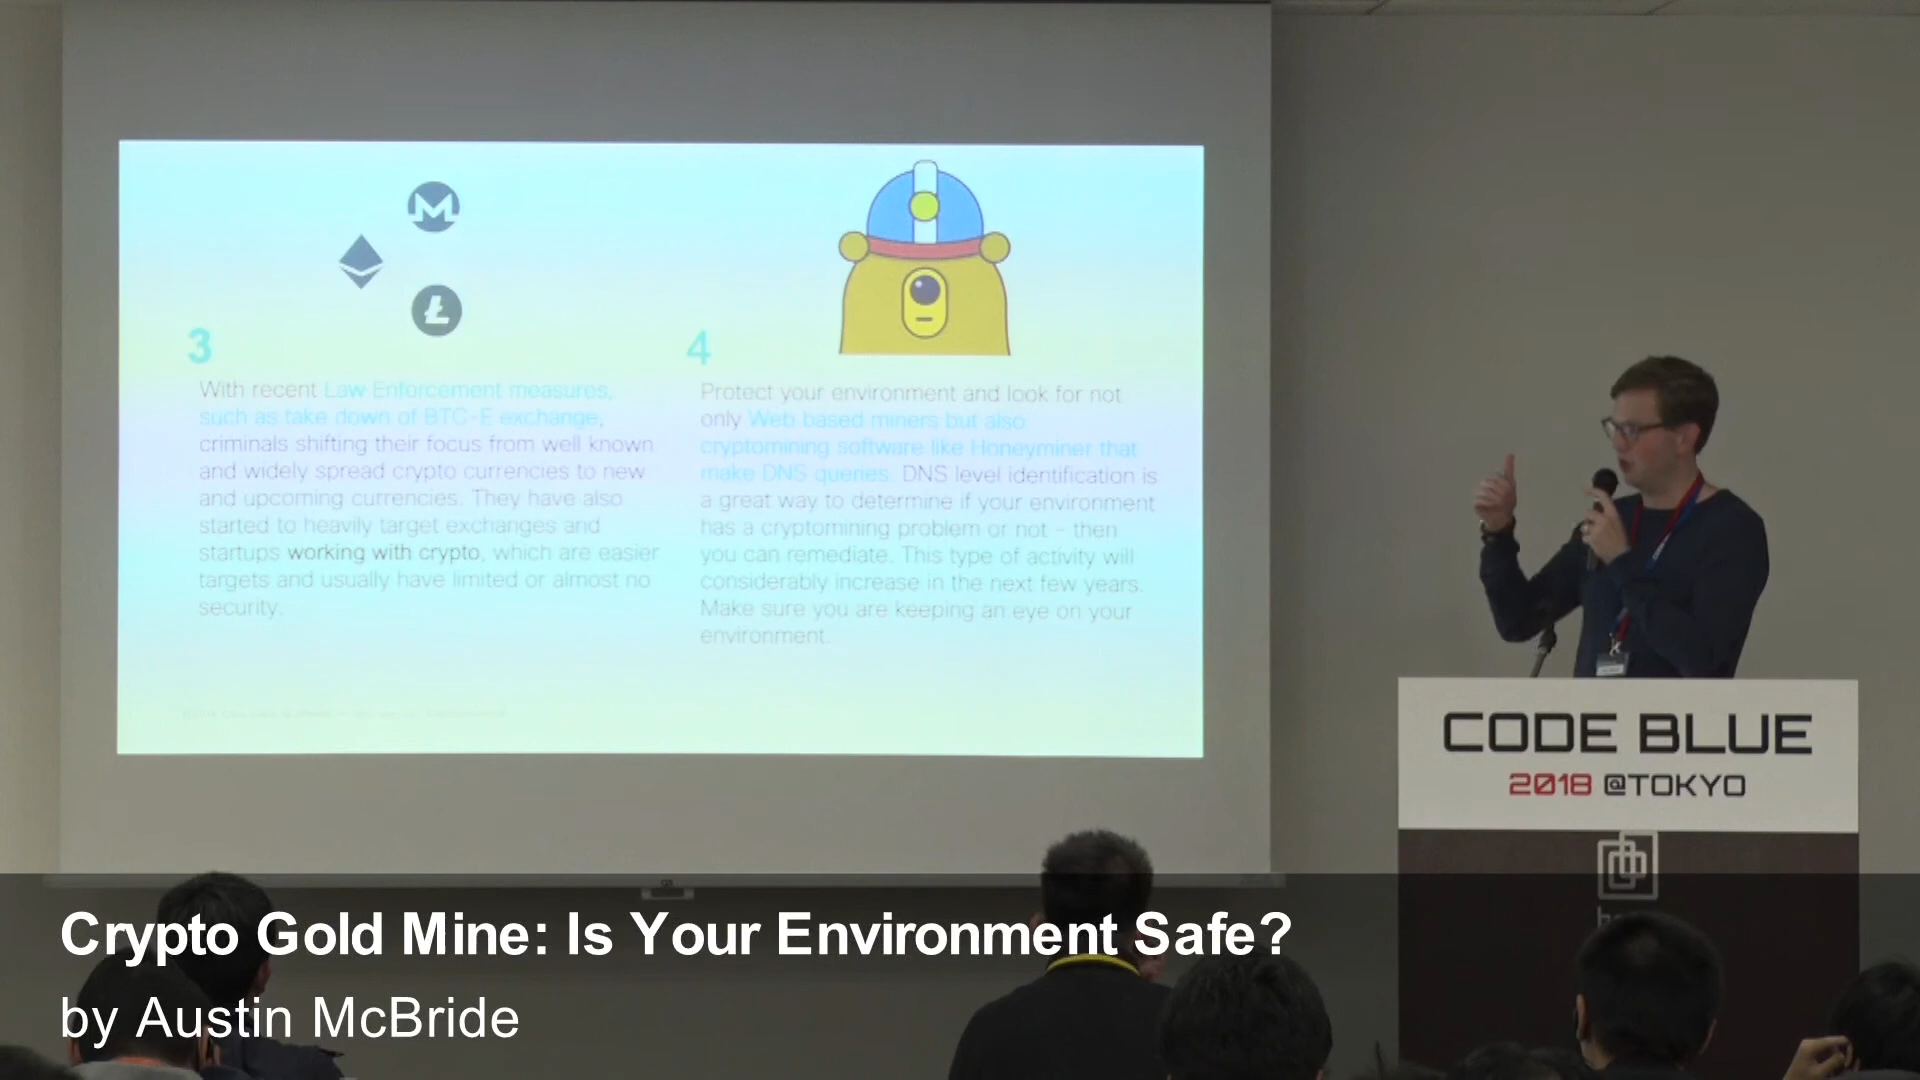 3
With recent Law Enforcement measures,
such as take down of BTC-E exchange,
criminals shifting their focus from well known
and widely spread crypto currencies to new
and upcoming currencies. They have also
started to heavily target exchanges and
startups working with crypto, which are easier
targets and usually have limited or almost no
security.
4
Protect your environment and look for not
only Web based miners but also
cryptomining software like Honeyminer that
make DNS queries. DNS level identification is
a great way to determine if your environment
has a cryptomining problem or not – then
you can remediate. This type of activity will
considerably increase in the next few years.
Make sure you are keeping an eye on your
environment.
CODE BLUE
2018 @TOKYO
Crypto Gold Mine: Is Your Environment Safe?
by Austin McBride